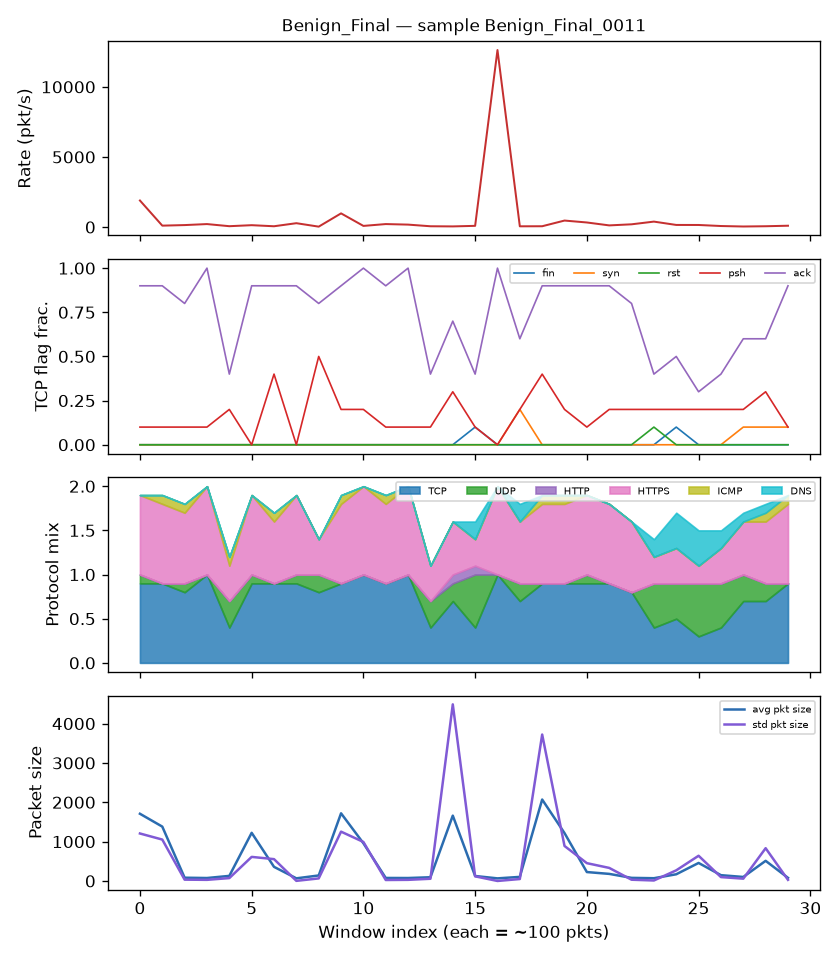 Benign_Final — sample Benign_Final_0011
Rate (pkt/s)
10000
5000
0
TCP flag frac.
1.00
0.75
0.50
0.25
0.00
fin syn rst psh ack
Protocol mix
2.0
1.5
1.0
0.5
0.0
TCP UDP HTTP HTTPS ICMP DNS
Packet size
4000
3000
2000
1000
0
avg pkt size
std pkt size
0 5 10 15 20 25 30
Window index (each = ~100 pkts)